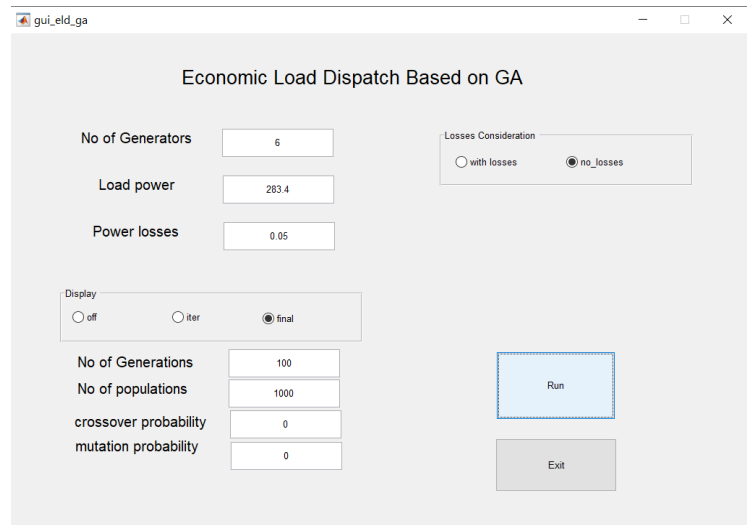 gui_eld_ga
Economic Load Dispatch Based on GA
No of Generators 6
Load power 283.4
Power losses 0.05
Losses Consideration
with losses no_losses
Display
off iter final
No of Generations 100
No of populations 1000
crossover probability 0
mutation probability 0
Run
Exit